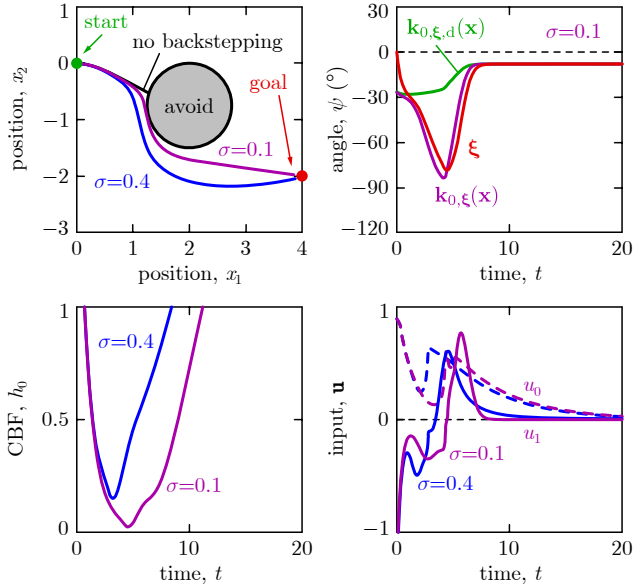 0
−1
−2
−3
position, x₂
0
1
2
3
4
position, x₁
start
no backstepping
avoid
goal
σ=0.1
σ=0.4
0
−30
−60
−90
−120
angle, ψ (°)
0
10
20
time, t
k₀,ξ,d(x)
σ=0.1
ξ
k₀,ξ(x)
1
0.5
0
CBF, h₀
0
10
20
time, t
σ=0.4
σ=0.1
1
0
−1
input, u
0
10
20
time, t
u₀
u₁
σ=0.1
σ=0.4